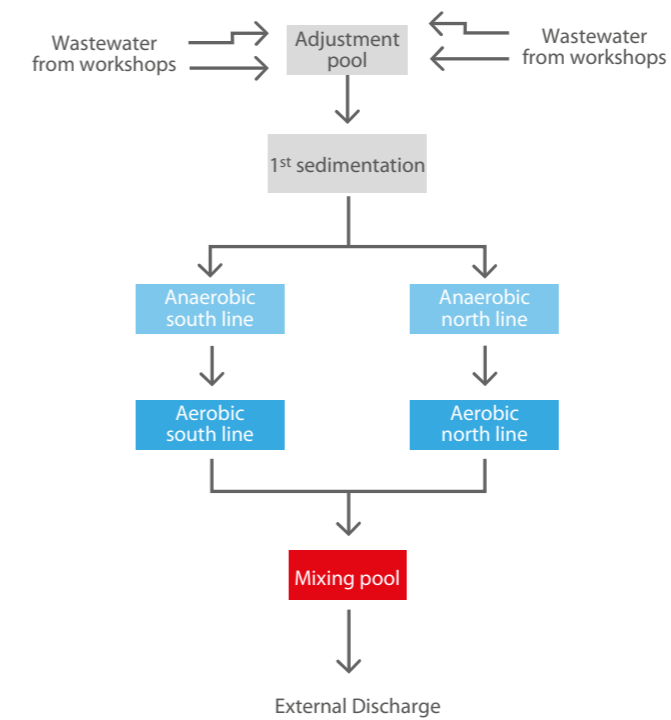 Wastewater
from workshops
Adjustment
pool
Wastewater
from workshops
1st sedimentation
Anaerobic
south line
Anaerobic
north line
Aerobic
south line
Aerobic
north line
Mixing pool
External Discharge